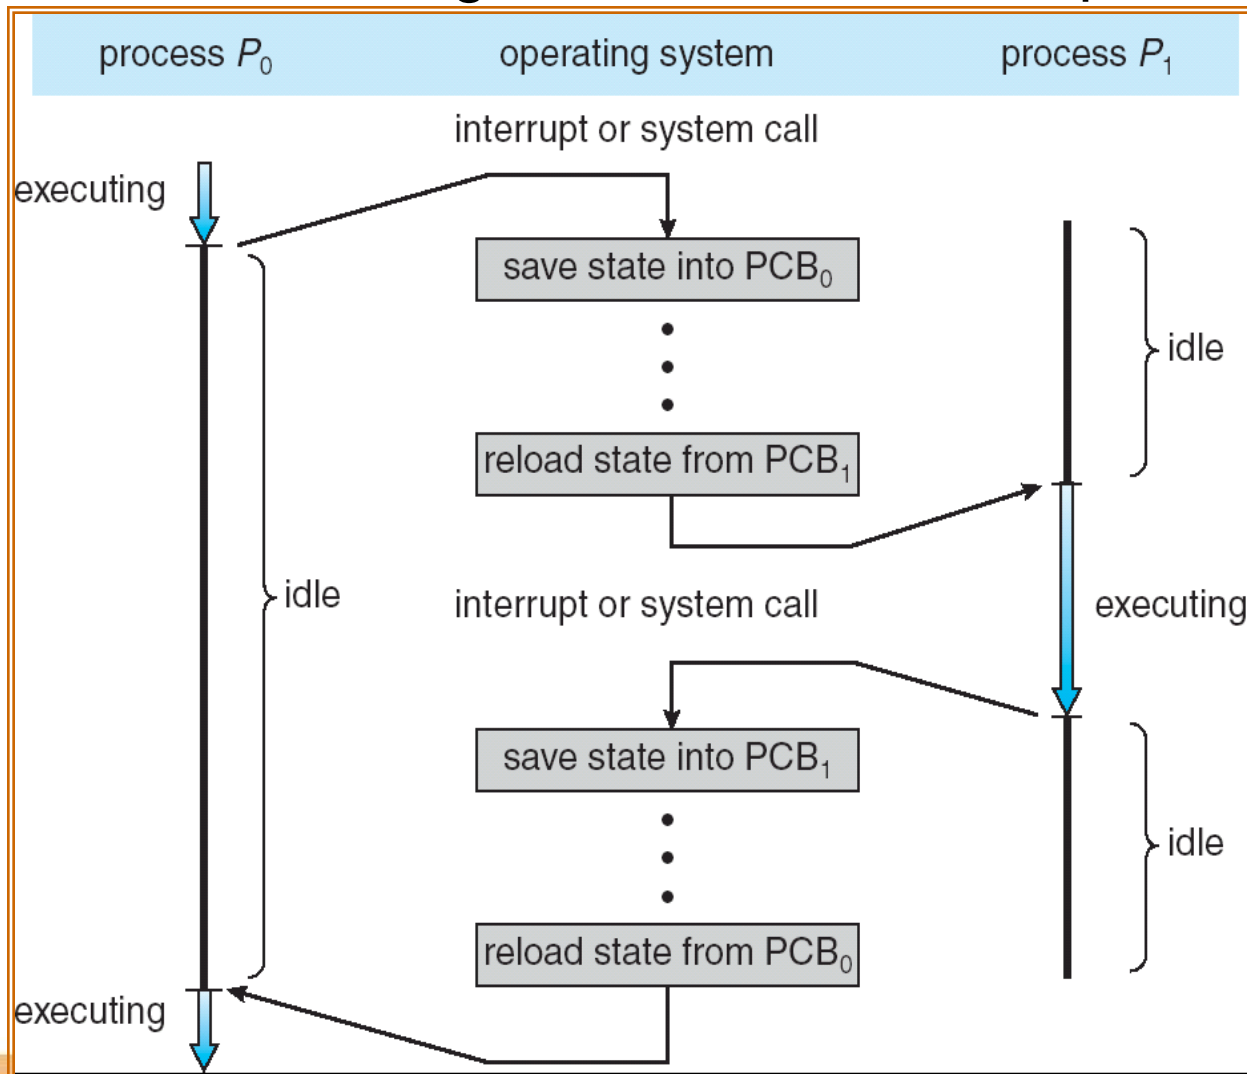 process P₀ operating system process P₁
interrupt or system call
executing
save state into PCB₀
idle
reload state from PCB₁
idle
interrupt or system call
executing
save state into PCB₁
idle
reload state from PCB₀
executing